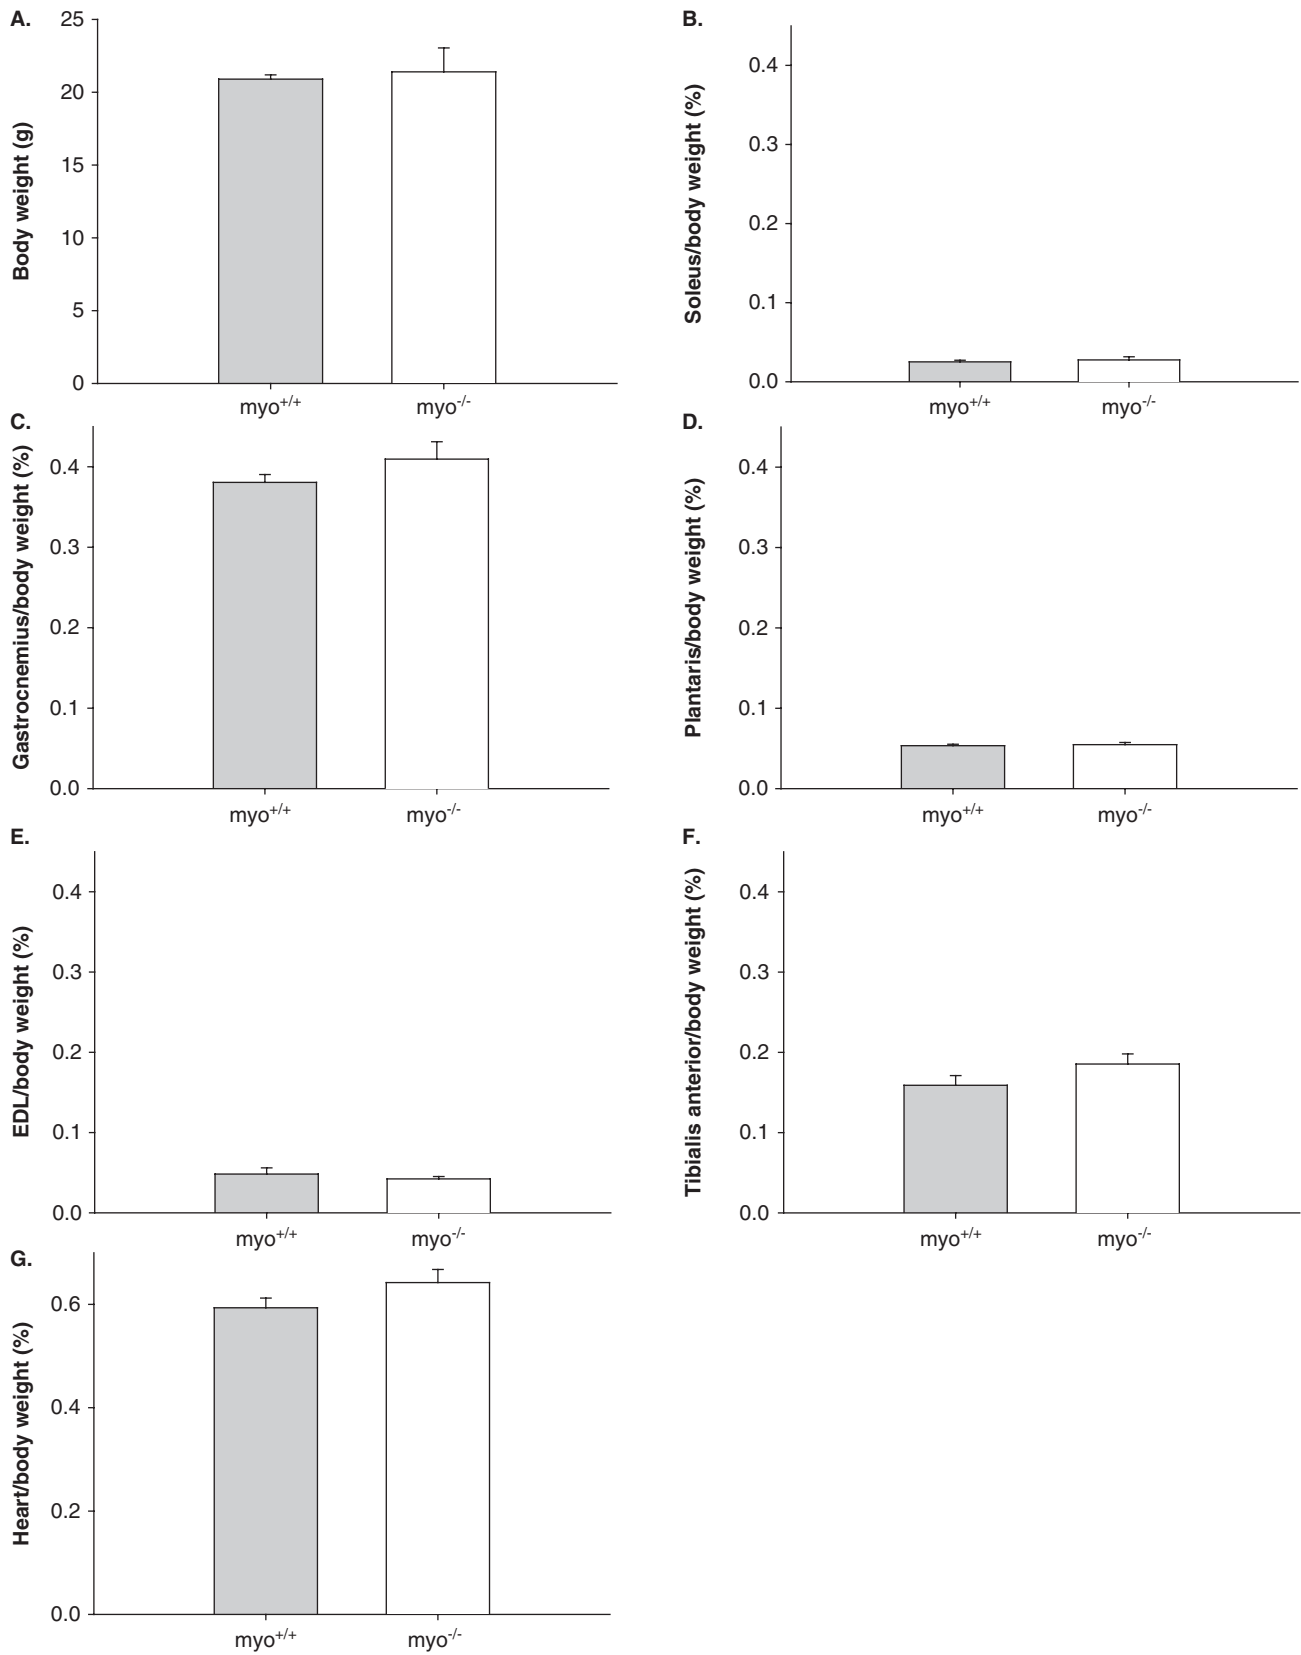 A.
Body weight (g)
25
20
15
10
5
0
myo+/+ myo-/-
B.
Soleus/body weight (%)
0.4
0.3
0.2
0.1
0.0
myo+/+ myo-/-
C.
Gastrocnemius/body weight (%)
0.4
0.3
0.2
0.1
0.0
myo+/+ myo-/-
D.
Plantaris/body weight (%)
0.4
0.3
0.2
0.1
0.0
myo+/+ myo-/-
E.
EDL/body weight (%)
0.4
0.3
0.2
0.1
0.0
myo+/+ myo-/-
F.
Tibialis anterior/body weight (%)
0.4
0.3
0.2
0.1
0.0
myo+/+ myo-/-
G.
Heart/body weight (%)
0.6
0.4
0.2
0.0
myo+/+ myo-/-